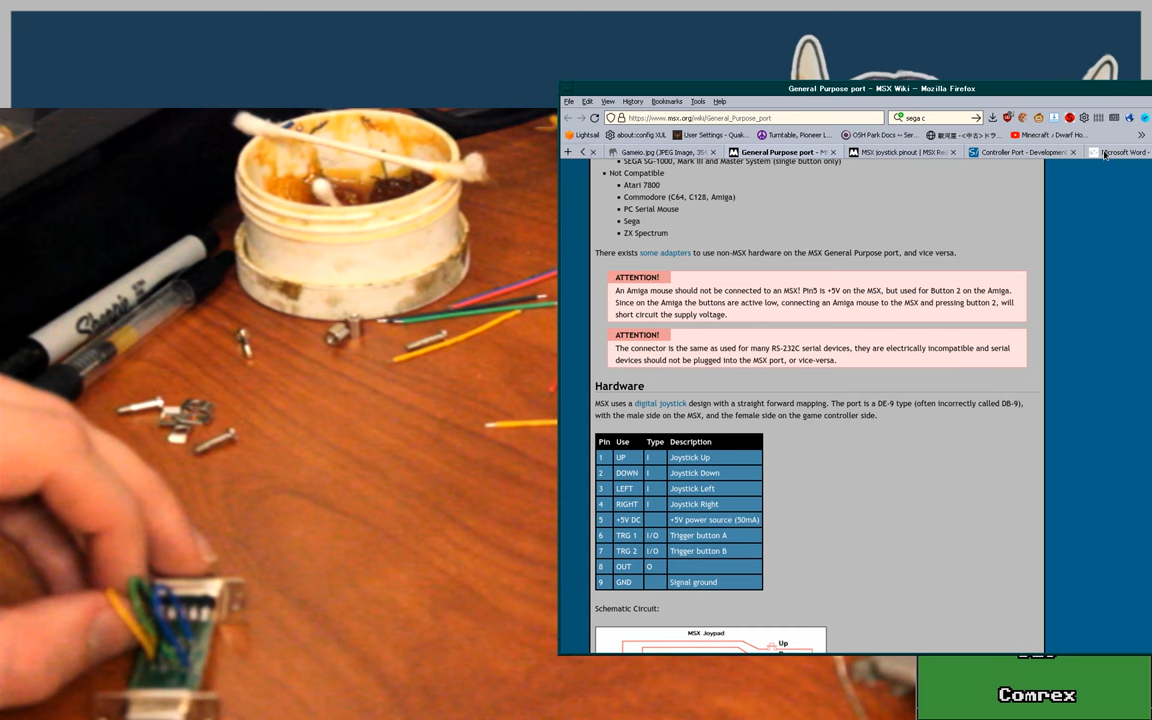 General Purpose port - MSX Wiki - Mozilla Firefox
File Edit View History Bookmarks Tools Help
https://www.msx.org/wiki/General_Purpose_port
sega c
Lightsail about:config XUL User Settings - Quak... Turntable, Pioneer L... OSH Park Docs ~ Ser... 駿河屋 -<中古>ドラ... Minecraft ♪ Dwarf Ho...
Gameio.jpg (JPEG Image, 35 General Purpose port - M MSX joystick pinout | MSX Re Controller Port - Developmen icrosoft Word -
SEGA SG-1000, Mark III and Master System (single button only)
Not Compatible
Atari 7800
Commodore (C64, C128, Amiga)
PC Serial Mouse
Sega
ZX Spectrum
There exists some adapters to use non-MSX hardware on the MSX General Purpose port, and vice versa.
ATTENTION!
An Amiga mouse should not be connected to an MSX! Pin5 is +5V on the MSX, but used for Button 2 on the Amiga.
Since on the Amiga the buttons are active low, connecting an Amiga mouse to the MSX and pressing button 2, will
short circuit the supply voltage.
ATTENTION!
The connector is the same as used for many RS-232C serial devices, they are electrically incompatible and serial
devices should not be plugged into the MSX port, or vice-versa.
Hardware
MSX uses a digital joystick design with a straight forward mapping. The port is a DE-9 type (often incorrectly called DB-9),
with the male side on the MSX, and the female side on the game controller side.
Pin Use Type Description
1 UP I Joystick Up
2 DOWN I Joystick Down
3 LEFT I Joystick Left
4 RIGHT I Joystick Right
5 +5V DC +5V power source (50mA)
6 TRG 1 I/O Trigger button A
7 TRG 2 I/O Trigger button B
8 OUT O
9 GND Signal ground
Schematic Circuit:
MSX Joypad
Up
Sharpie
Comrex